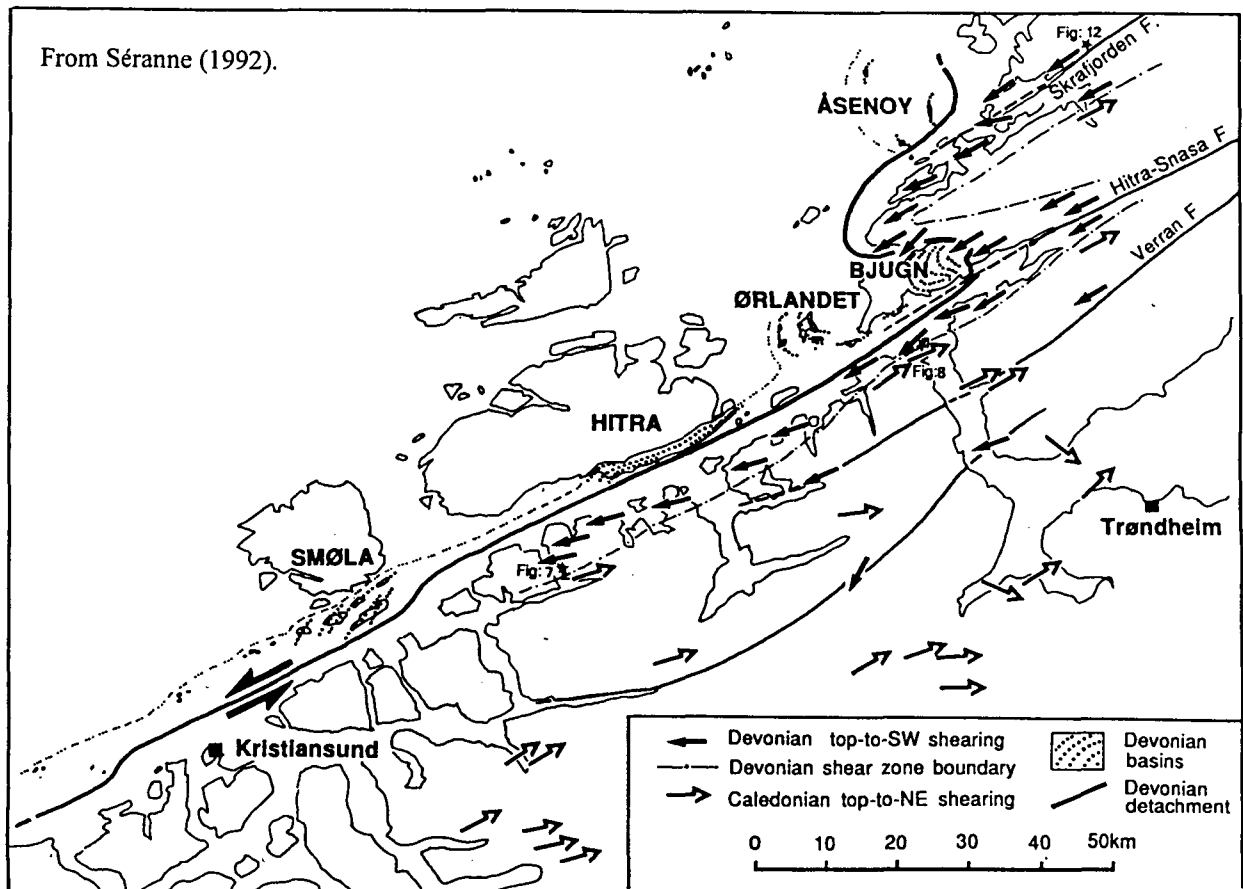 From Séranne (1992).
Fig: 12
Skrafjorden F.
ÅSENOY
Hitra-Snasa F
Verran F
BJUGN
ØRLANDET
Fig:8
HITRA
Trøndheim
SMØLA
Fig: 7
Kristiansund
Devonian top-to-SW shearing
Devonian shear zone boundary
Caledonian top-to-NE shearing
Devonian
basins
Devonian
detachment
0 10 20 30 40 50km